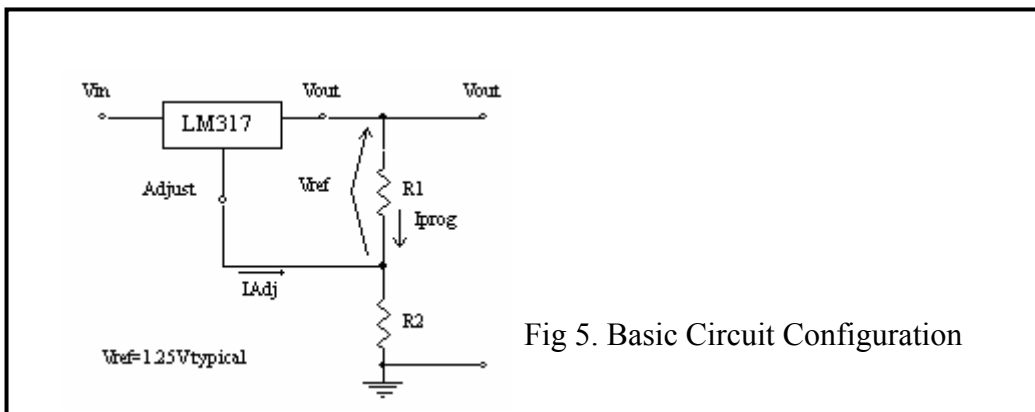 Vin
Vout
Vout
LM317
Adjust
Vref
R1
Iprog
IAdj
R2
Vref=1.25Vtypical
Fig 5. Basic Circuit Configuration